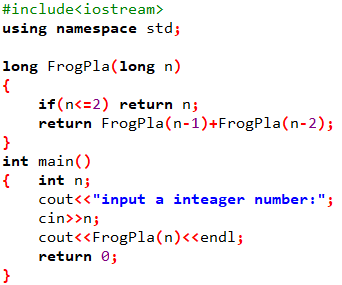 #include<iostream>
using namespace std;
long FrogPla(long n)
{
if(n<=2) return n;
return FrogPla(n-1)+FrogPla(n-2);
}
int main()
{ int n;
cout<<"input a inteager number:";
cin>>n;
cout<<FrogPla(n)<<endl;
return 0;
}